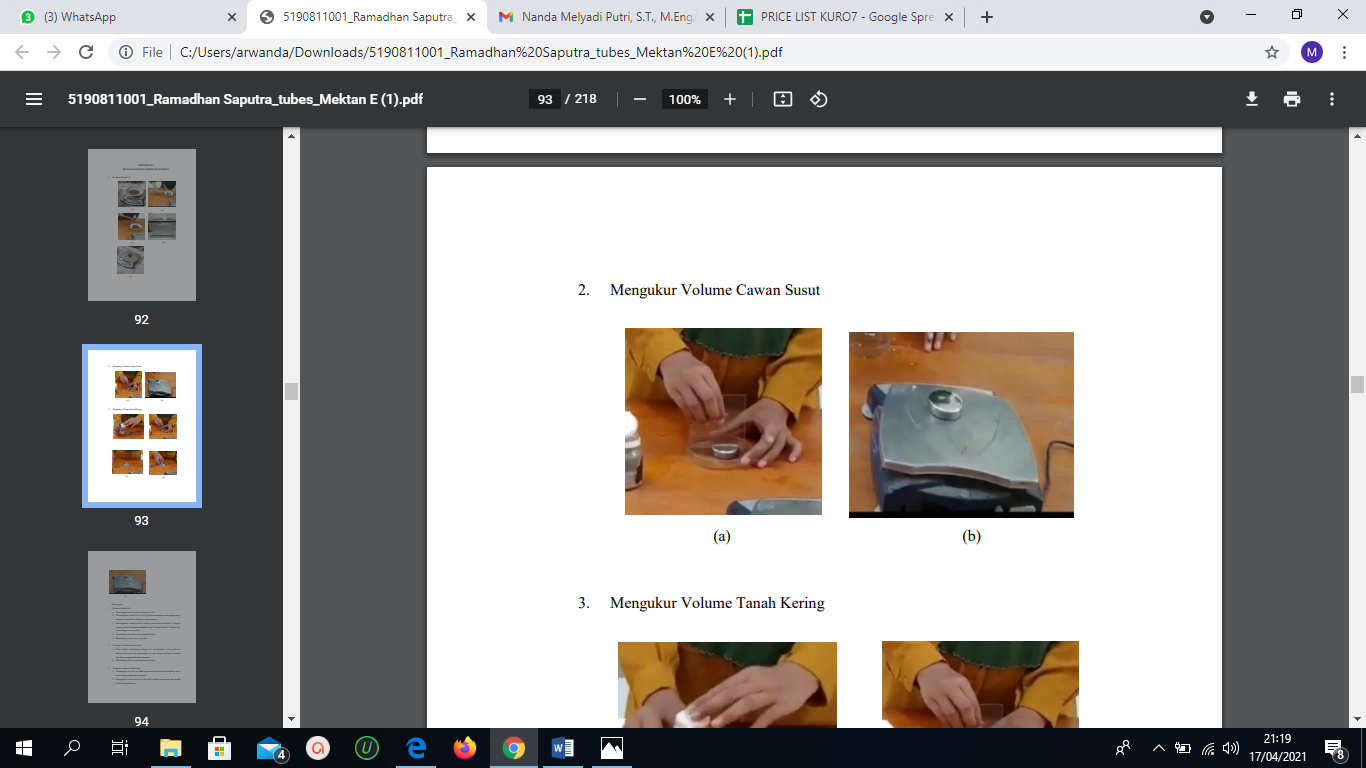 (3) WhatsApp
5190811001_Ramadhan Saputra_
Nanda Melyadi Putri, S.T., M.Eng
PRICE LIST KURO7 - Google Spre
File
C:/Users/arwanda/Downloads/5190811001_Ramadhan%20Saputra_tubes_Mektan%20E%20(1).pdf
M
5190811001_Ramadhan Saputra_tubes_Mektan E (1).pdf
93 / 218
100%
92
93
94
2. Mengukur Volume Cawan Susut
(a) (b)
3. Mengukur Volume Tanah Kering
4
21:19
17/04/2021
8